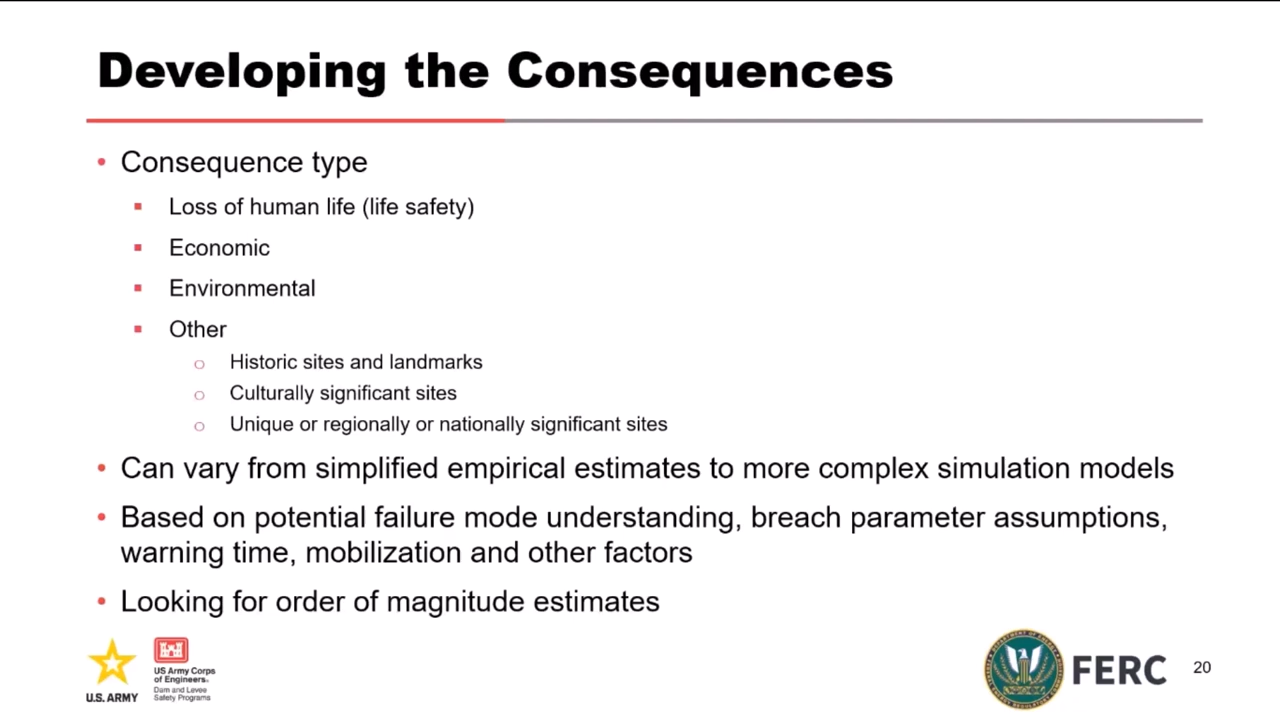 Developing the Consequences
• Consequence type
▪ Loss of human life (life safety)
▪ Economic
▪ Environmental
▪ Other
o Historic sites and landmarks
o Culturally significant sites
o Unique or regionally or nationally significant sites
• Can vary from simplified empirical estimates to more complex simulation models
• Based on potential failure mode understanding, breach parameter assumptions,
warning time, mobilization and other factors
• Looking for order of magnitude estimates
U.S. ARMY
US Army Corps
of Engineers®
Dam and Levee
Safety Programs
FERC
20